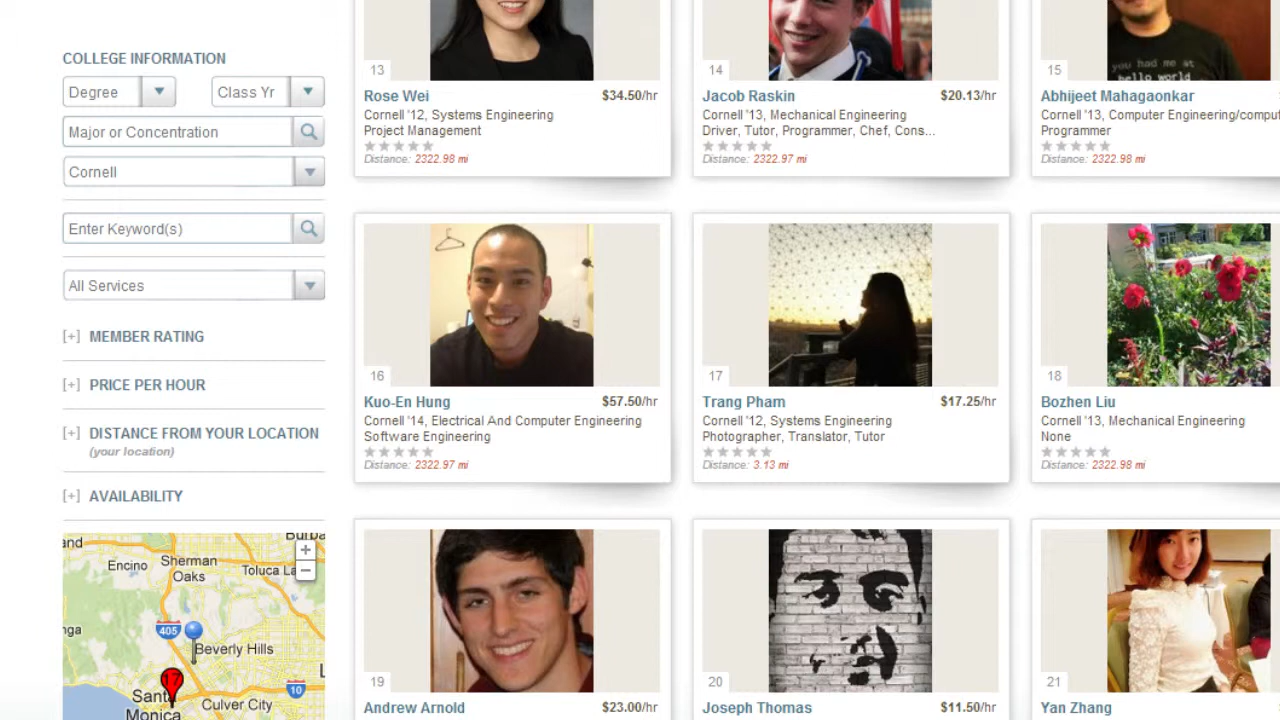 COLLEGE INFORMATION
Degree
Class Yr
Major or Concentration
Cornell
Enter Keyword(s)
All Services
[+] MEMBER RATING
[+] PRICE PER HOUR
[+] DISTANCE FROM YOUR LOCATION
(your location)
[+] AVAILABILITY
Encino
Sherman
Oaks
405
Beverly Hills
17
10
Culver City
Monica
+
−
13
Rose Wei $34.50/hr
Cornell '12, Systems Engineering
Project Management
Distance: 2322.98 mi
14
Jacob Raskin $20.13/hr
Cornell '13, Mechanical Engineering
Driver, Tutor, Programmer, Chef, Cons...
Distance: 2322.97 mi
you had me at
hello world
15
Abhijeet Mahagaonkar
Cornell '13, Computer Engineering/comput
Programmer
Distance: 2322.98 mi
16
Kuo-En Hung $57.50/hr
Cornell '14, Electrical And Computer Engineering
Software Engineering
Distance: 2322.97 mi
17
Trang Pham $17.25/hr
Cornell '12, Systems Engineering
Photographer, Translator, Tutor
Distance: 3.13 mi
18
Bozhen Liu
Cornell '13, Mechanical Engineering
None
Distance: 2322.98 mi
19
Andrew Arnold $23.00/hr
20
Joseph Thomas $11.50/hr
21
Yan Zhang